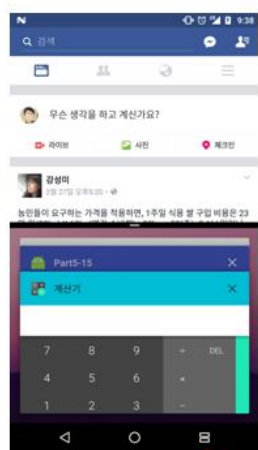 9:38
검색
무슨 생각을 하고 계신가요?
라이브
사진
체크인
강성미
농민들이 요구하는 가격을 적용하면, 1주일 식용 쌀 구입 비용은 23
Part5-15
계산기
7 8 9 ÷ DEL
4 5 6 ×
1 2 3 −